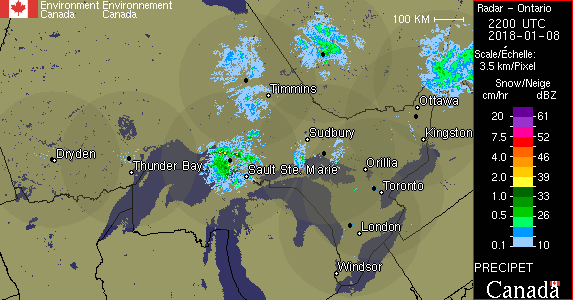 Environment Environnement
Canada Canada
100 KM
Timmins
Ottawa
Sudbury
Kingston
Dryden
Thunder Bay
Sault Ste. Marie
Orillia
Toronto
London
Windsor
Radar - Ontario
2200 UTC
2018-01-08
Scale/Échelle:
3.5 km/Pixel
Snow/Neige
cm/hr dBZ
20 61
7.5 52
4.0 46
2.0 39
1.0 33
0.5 26
0.1 10
PRECIPET
Canada